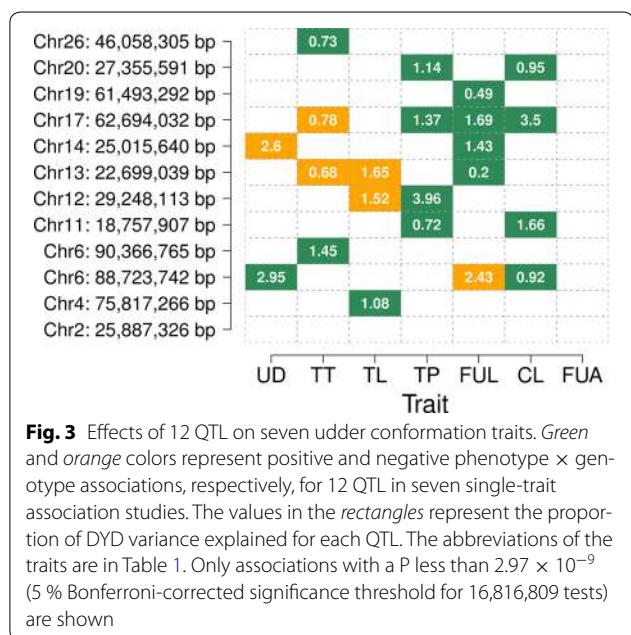 Chr26: 46,058,305 bp 0.73
Chr20: 27,355,591 bp 1.14 0.95
Chr19: 61,493,292 bp 0.49
Chr17: 62,694,032 bp 0.78 1.37 1.69 3.5
Chr14: 25,015,640 bp 2.6 1.43
Chr13: 22,699,039 bp 0.68 1.65 0.2
Chr12: 29,248,113 bp 1.52 3.96
Chr11: 18,757,907 bp 0.72 1.66
Chr6: 90,366,765 bp 1.45
Chr6: 88,723,742 bp 2.95 2.43 0.92
Chr4: 75,817,266 bp 1.08
Chr2: 25,887,326 bp
UD TT TL TP FUL CL FUA
Trait
Fig. 3 Effects of 12 QTL on seven udder conformation traits. Green
and orange colors represent positive and negative phenotype × gen-
otype associations, respectively, for 12 QTL in seven single-trait
association studies. The values in the rectangles represent the propor-
tion of DYD variance explained for each QTL. The abbreviations of the
traits are in Table 1. Only associations with a P less than 2.97 × 10⁻⁹
(5 % Bonferroni-corrected significance threshold for 16,816,809 tests)
are shown